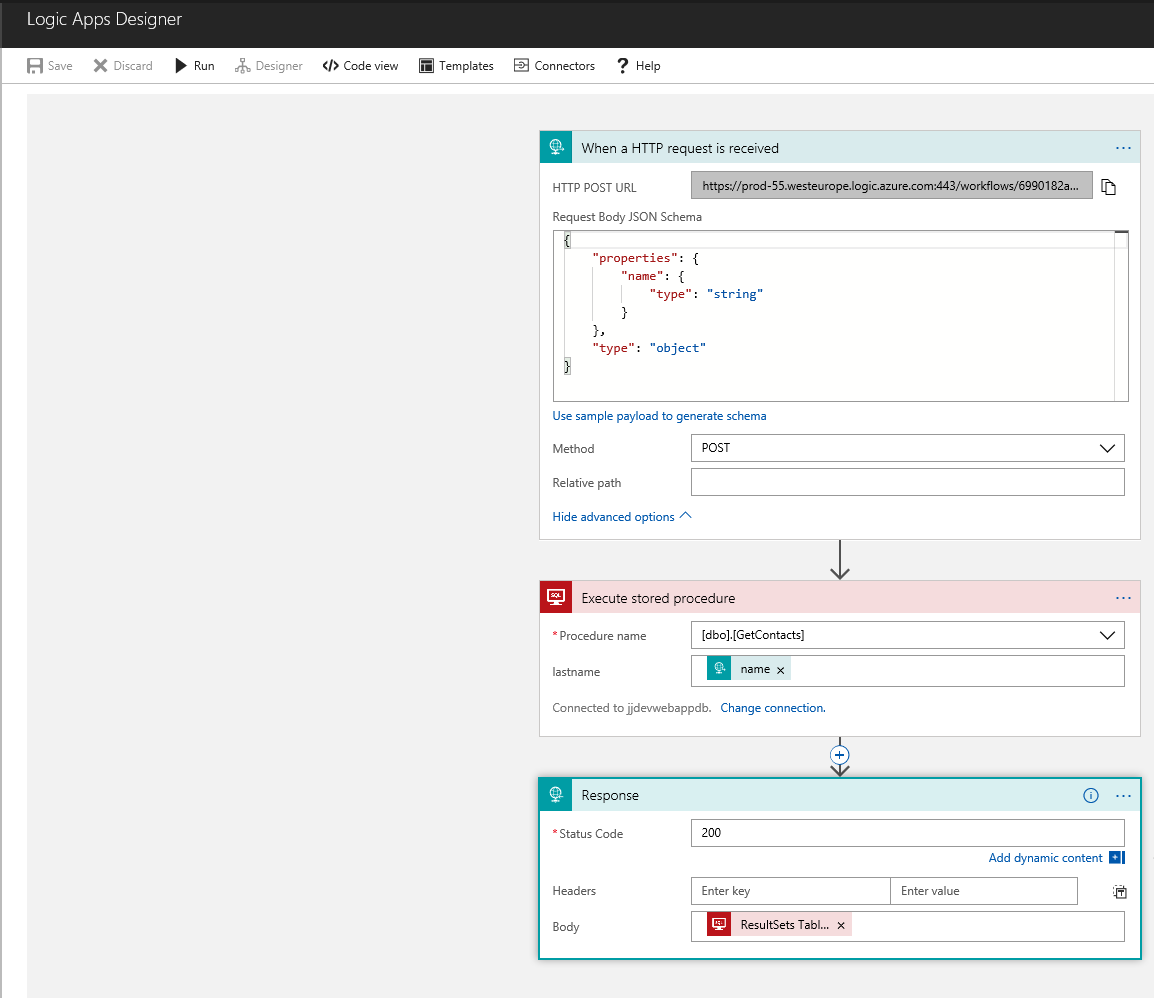 Logic Apps Designer
Save Discard Run Designer </> Code view Templates Connectors ? Help
When a HTTP request is received ...
HTTP POST URL https://prod-55.westeurope.logic.azure.com:443/workflows/6990182a...
Request Body JSON Schema
{
"properties": {
"name": {
"type": "string"
}
},
"type": "object"
}
Use sample payload to generate schema
Method POST
Relative path
Hide advanced options
SQL Execute stored procedure ...
*Procedure name [dbo].[GetContacts]
lastname name ×
Connected to jjdevwebappdb. Change connection.
+
Response i ...
*Status Code 200
Add dynamic content +
Headers Enter key Enter value T
Body SQL ResultSets Tabl... ×